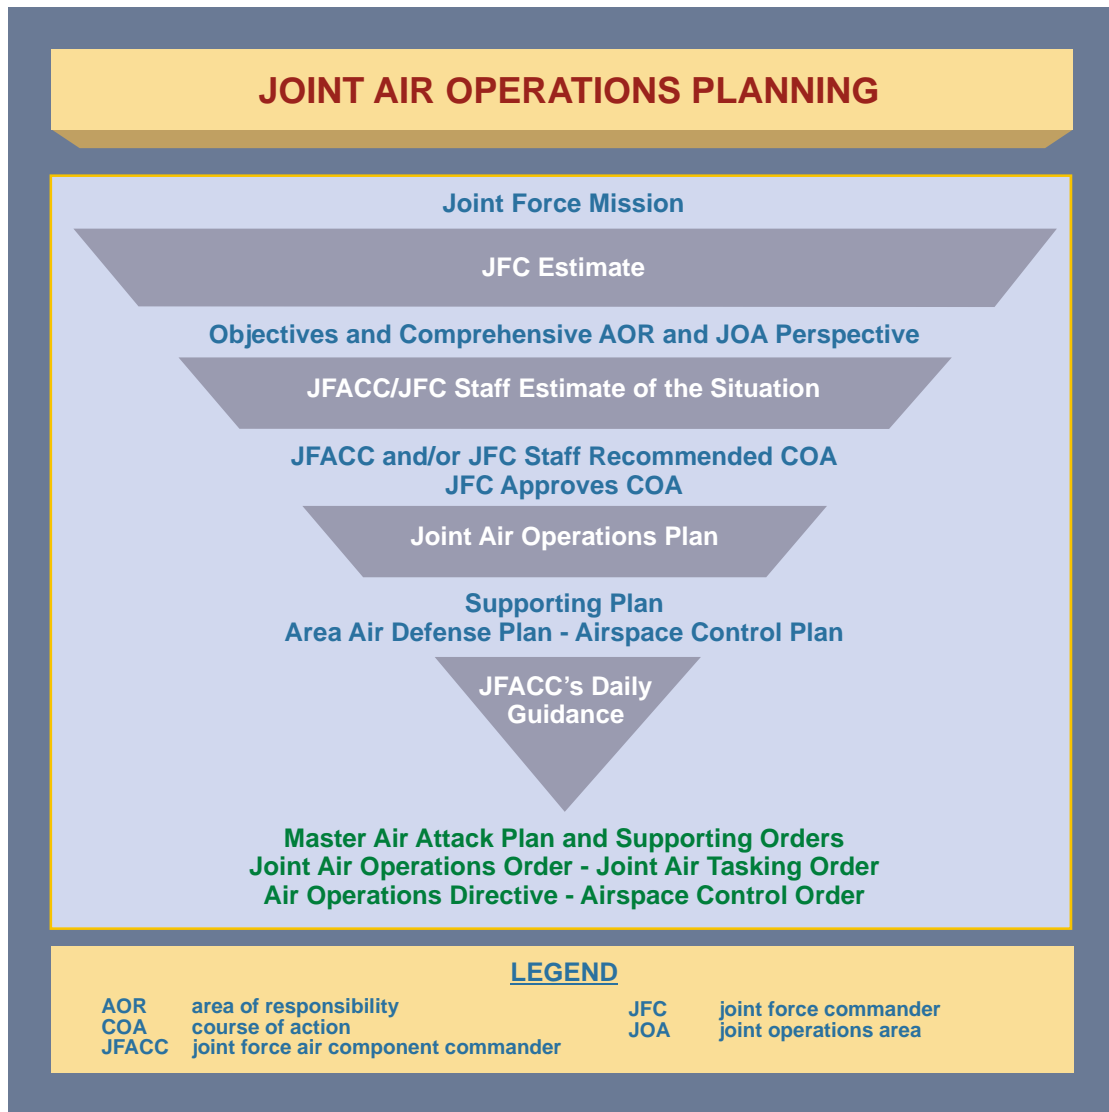 JOINT AIR OPERATIONS PLANNING
Joint Force Mission
JFC Estimate
Objectives and Comprehensive AOR and JOA Perspective
JFACC/JFC Staff Estimate of the Situation
JFACC and/or JFC Staff Recommended COA
JFC Approves COA
Joint Air Operations Plan
Supporting Plan
Area Air Defense Plan - Airspace Control Plan
JFACC’s Daily
Guidance
Master Air Attack Plan and Supporting Orders
Joint Air Operations Order - Joint Air Tasking Order
Air Operations Directive - Airspace Control Order
LEGEND
AOR area of responsibility
COA course of action
JFACC joint force air component commander
JFC joint force commander
JOA joint operations area